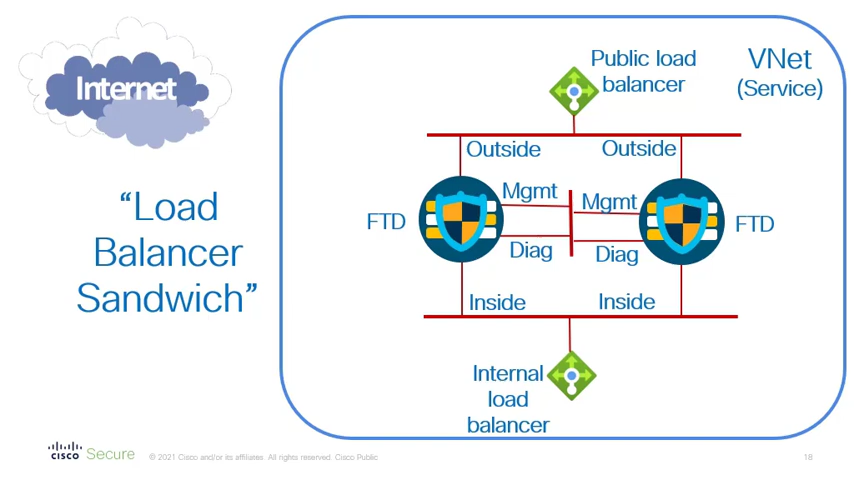 Internet
“Load
Balancer
Sandwich”
Public load
balancer
VNet
(Service)
Outside
Outside
Mgmt
Mgmt
FTD
FTD
Diag
Diag
Inside
Inside
Internal
load
balancer
CISCO Secure
© 2021 Cisco and/or its affiliates. All rights reserved. Cisco Public
18